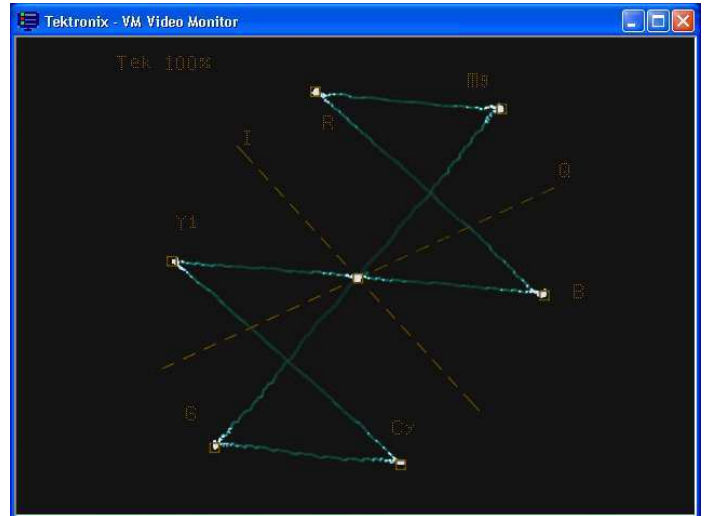 Tektronix - VM Video Monitor
Tek 100%
Mg
R
I
Q
Yl
B
G
Cy